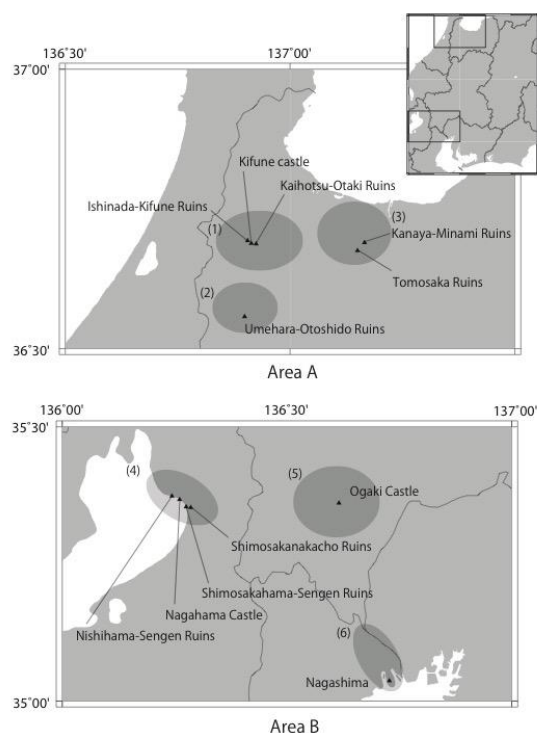 136˚30'
137˚00'
37˚00'
Kifune castle
Kaihotsu-Otaki Ruins
Ishinada-Kifune Ruins
(1)
(3)
Kanaya-Minami Ruins
(2)
Tomosaka Ruins
Umehara-Otoshido Ruins
36˚30'
Area A
136˚00'
136˚30'
137˚00'
35˚30'
(4)
(5)
Ogaki Castle
Shimosakanakacho Ruins
Shimosakahama-Sengen Ruins
Nagahama Castle
(6)
Nishihama-Sengen Ruins
Nagashima
35˚00'
Area B